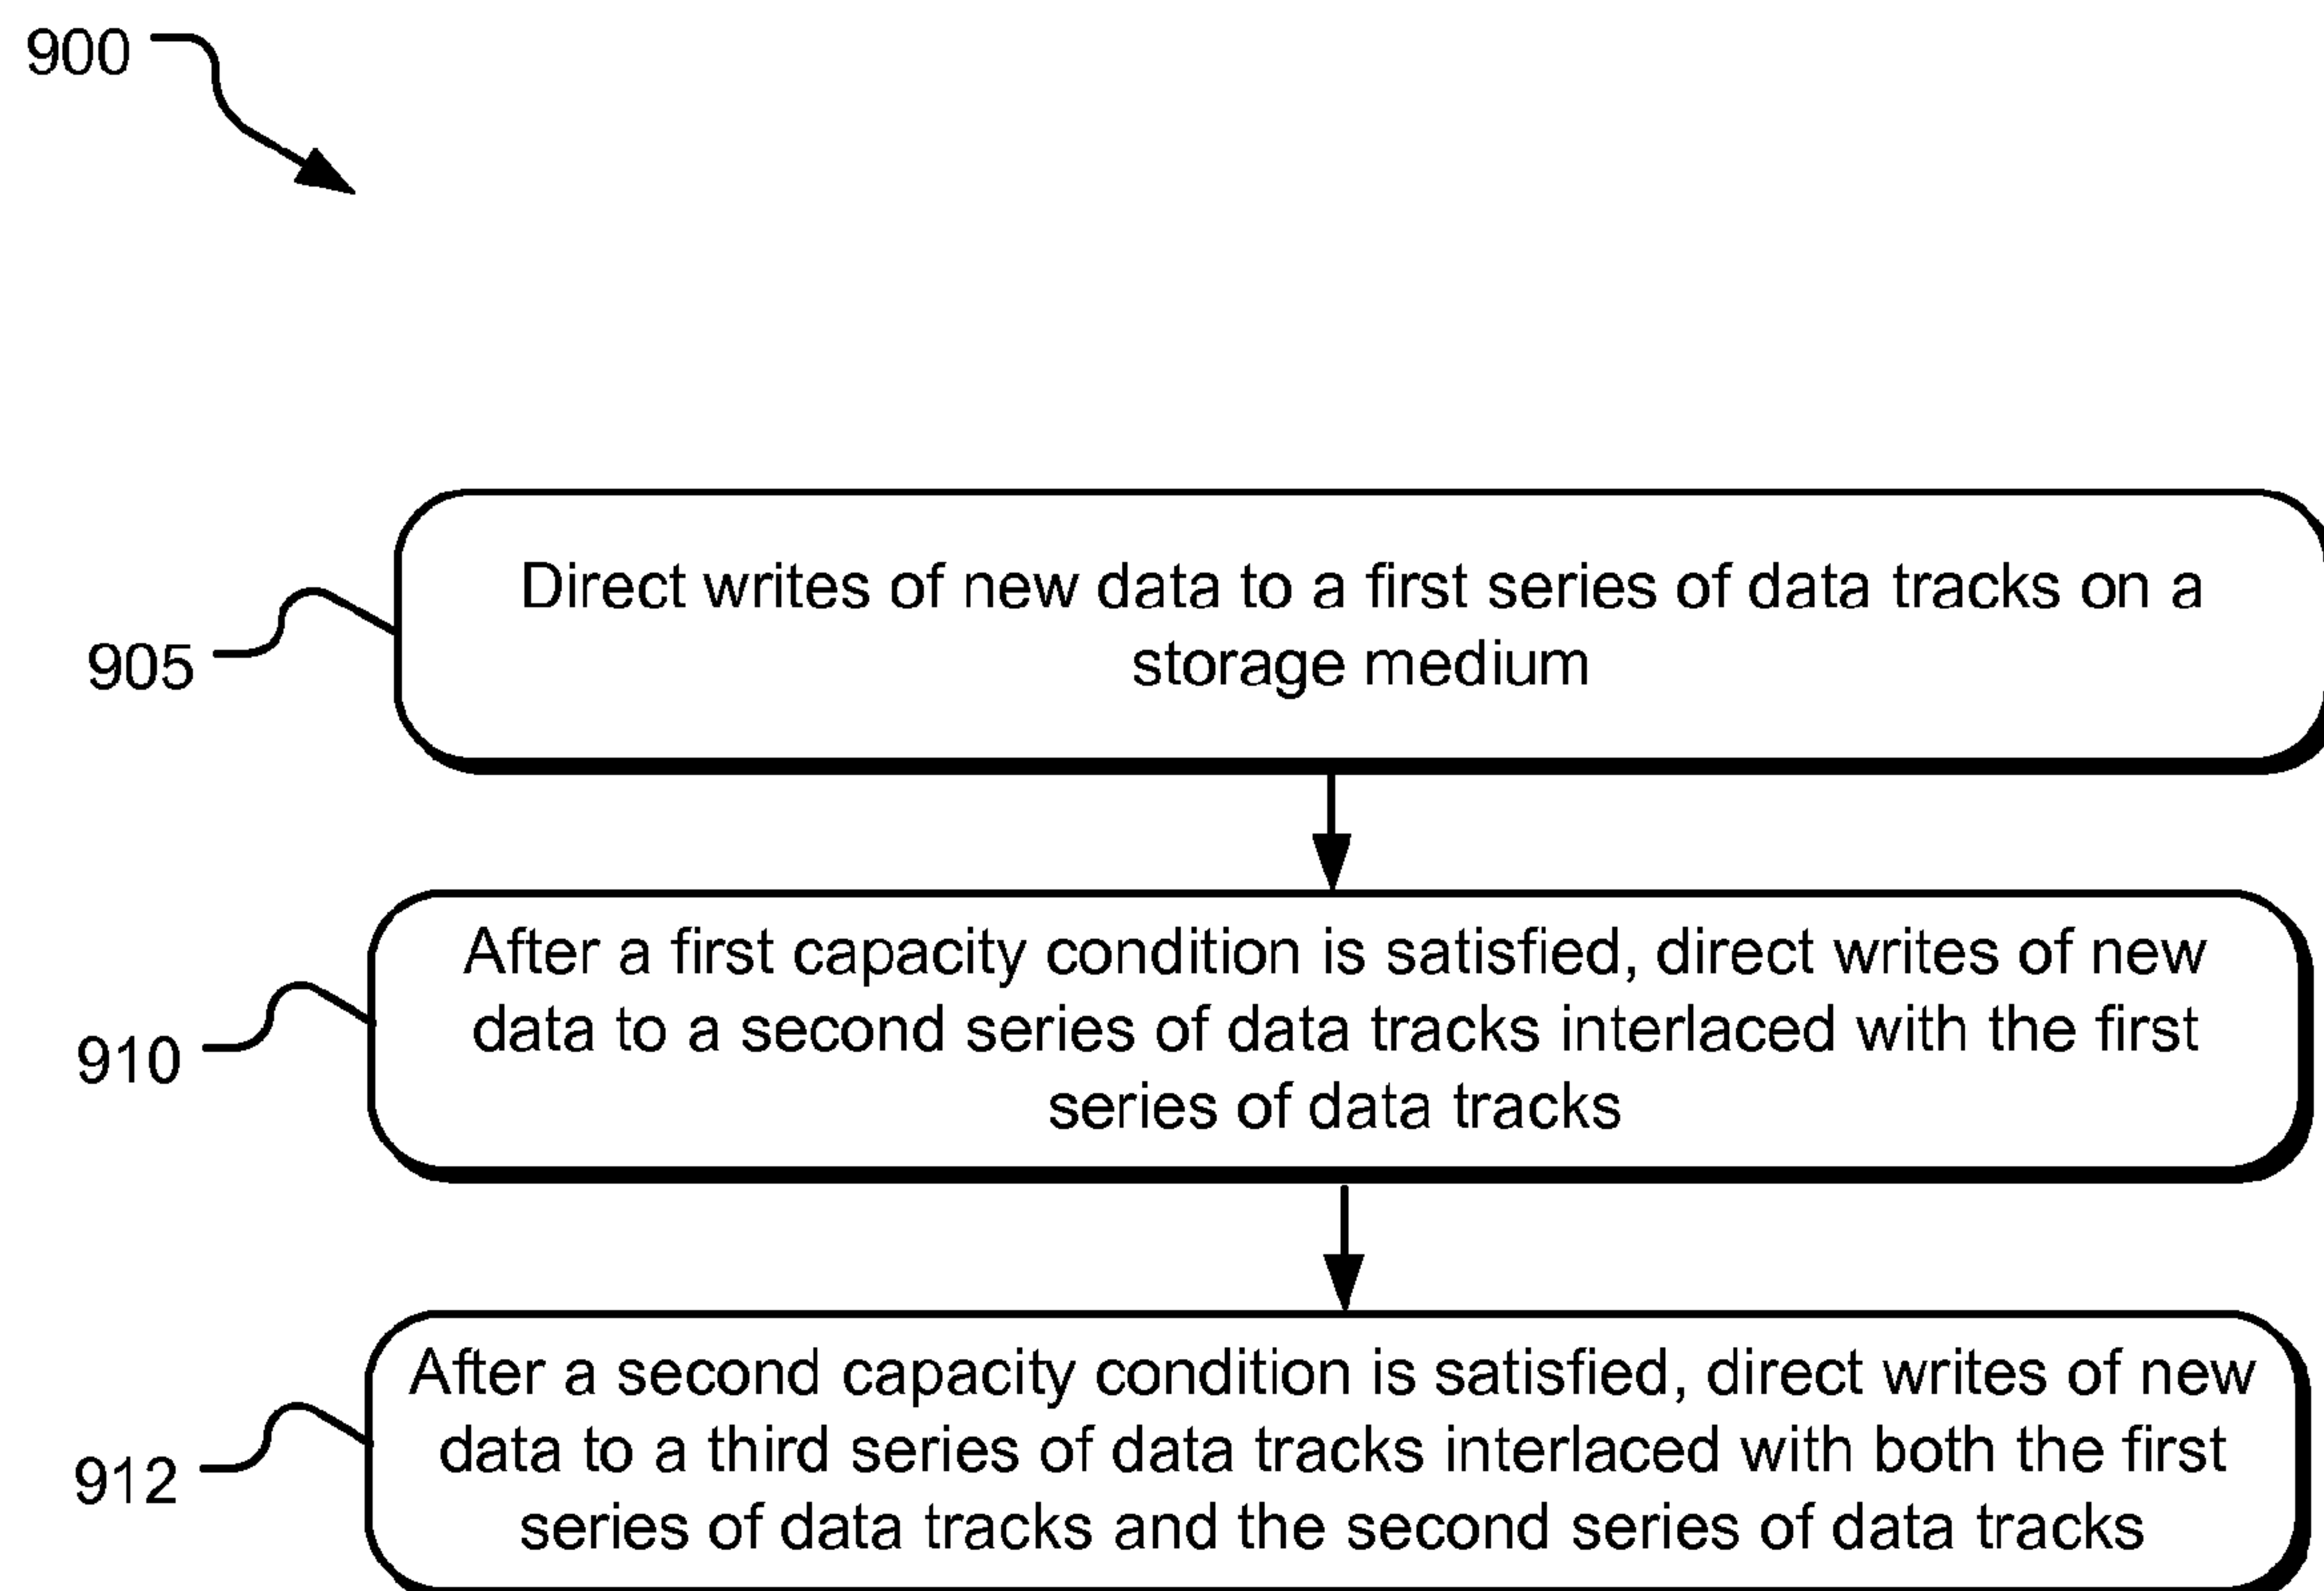 900
Direct writes of new data to a first series of data tracks on a
storage medium
905
After a first capacity condition is satisfied, direct writes of new
data to a second series of data tracks interlaced with the first
series of data tracks
910
After a second capacity condition is satisfied, direct writes of new
data to a third series of data tracks interlaced with both the first
series of data tracks and the second series of data tracks
912